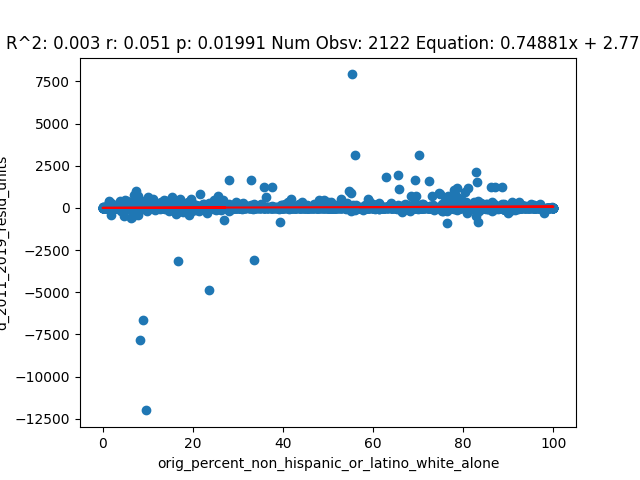 R^2: 0.003 r: 0.051 p: 0.01991 Num Obsv: 2122 Equation: 0.74881x + 2.77
7500
5000
2500
0
−2500
−5000
−7500
−10000
−12500
d_2011_2019_resid_units
0 20 40 60 80 100
orig_percent_non_hispanic_or_latino_white_alone